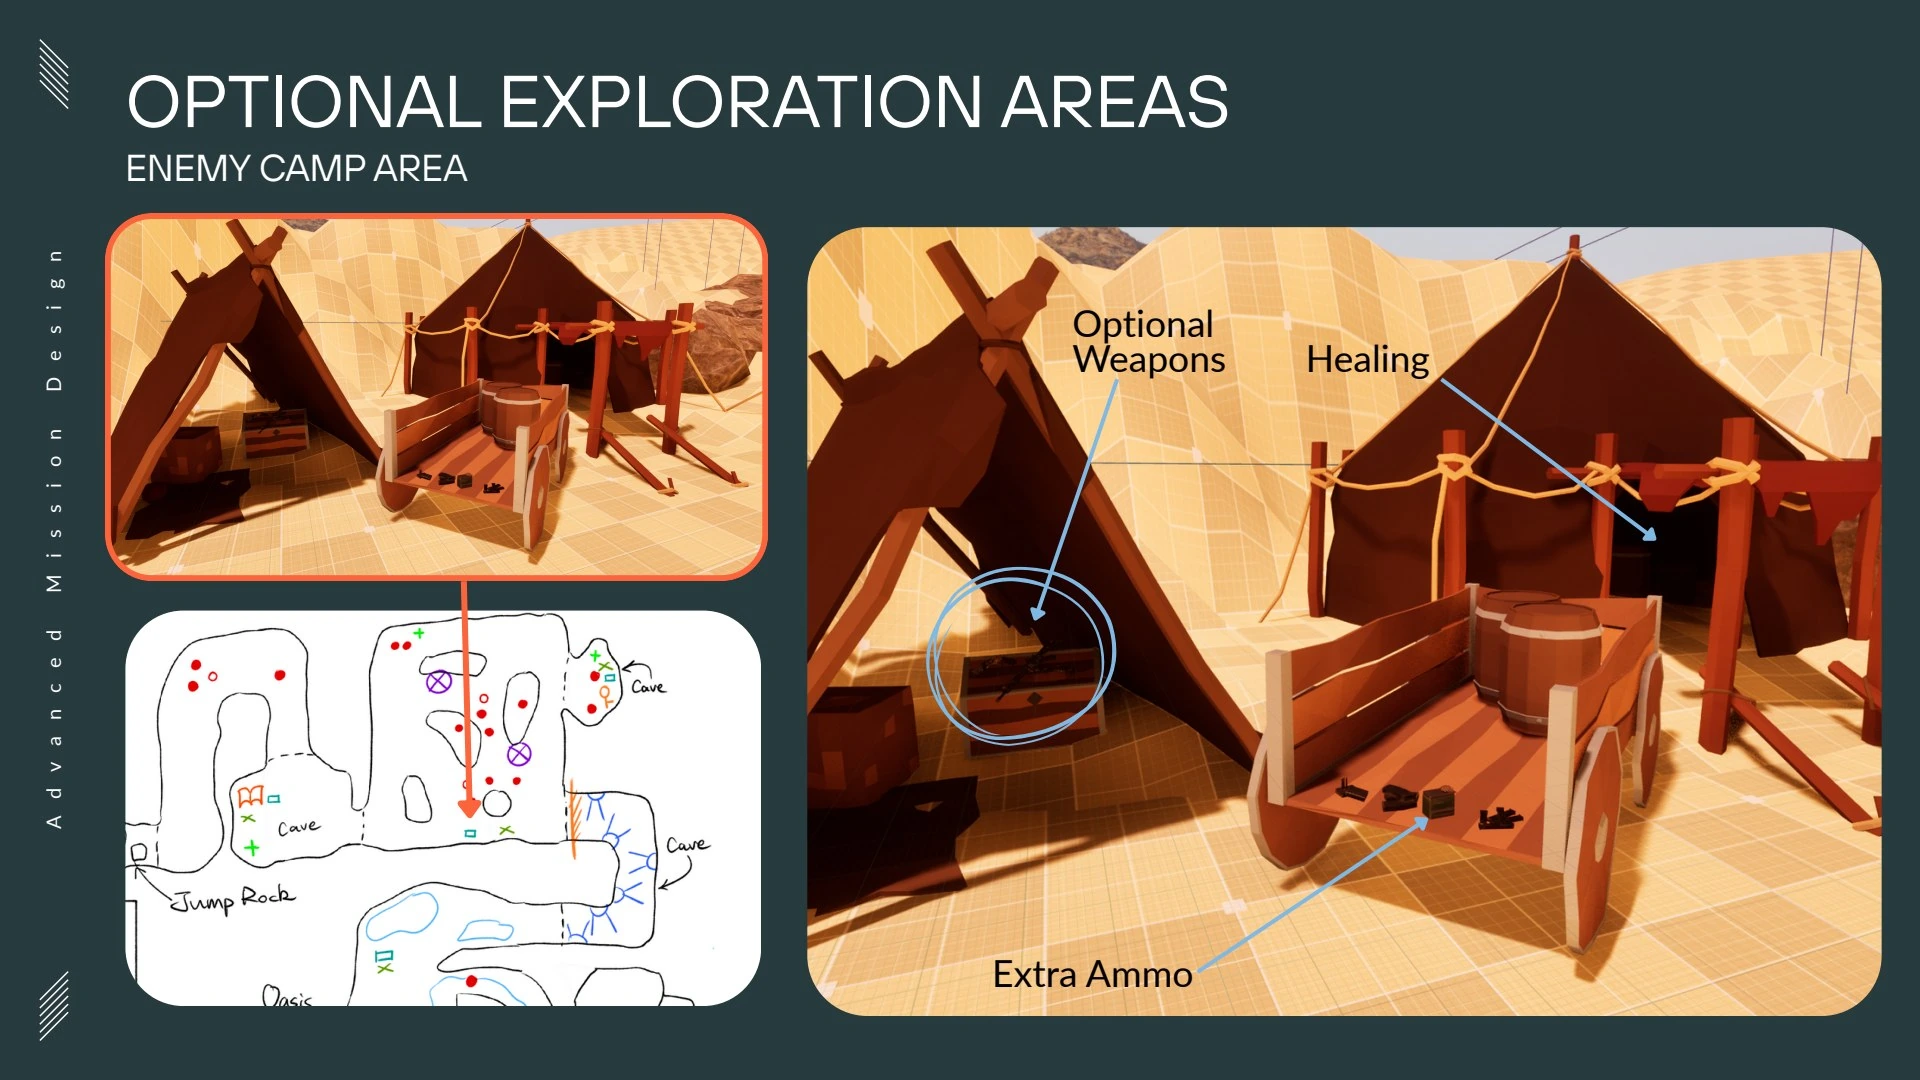 OPTIONAL EXPLORATION AREAS
ENEMY CAMP AREA
Advanced Mission Design
Optional
Weapons
Healing
Extra Ammo
Cave
Cave
Cave
Jump Rock
Oasis